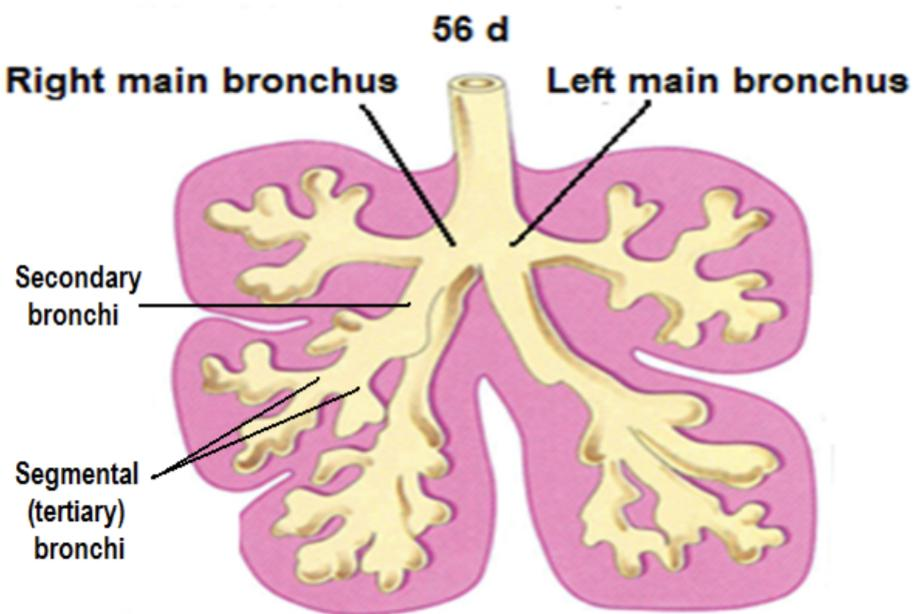 56 d
Right main bronchus
Left main bronchus
Secondary
bronchi
Segmental
(tertiary)
bronchi